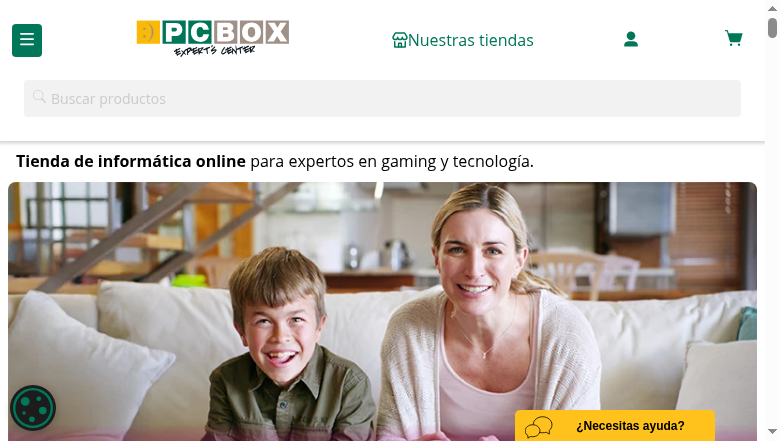 :) PCBOX
EXPERT'S CENTER
Nuestras tiendas
Buscar productos
Tienda de informática online para expertos en gaming y tecnología.
¿Necesitas ayuda?